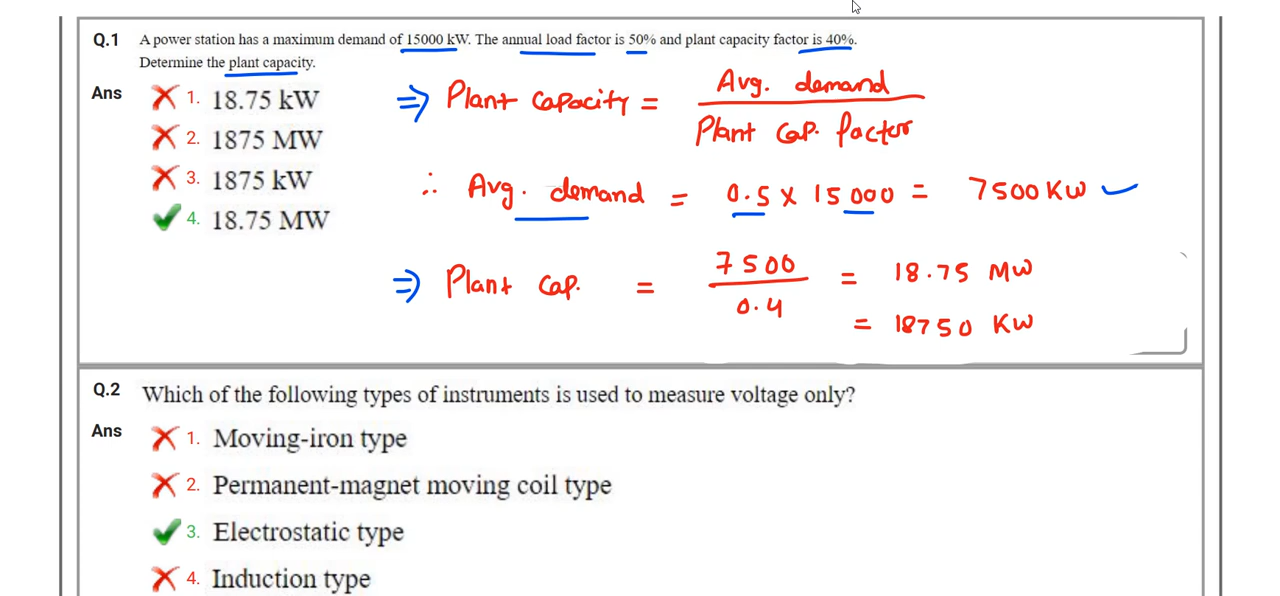 Q.1 A power station has a maximum demand of 15000 kW. The annual load factor is 50% and plant capacity factor is 40%.
Determine the plant capacity.
Ans
1. 18.75 kW
2. 1875 MW
3. 1875 kW
4. 18.75 MW
⇒ Plant Capacity = Avg. demand / Plant Cap. factor
∴ Avg. demand = 0.5 x 15000 = 7500 KW
⇒ Plant Cap. = 7500 / 0.4 = 18.75 MW
= 18750 KW
Q.2 Which of the following types of instruments is used to measure voltage only?
Ans
1. Moving-iron type
2. Permanent-magnet moving coil type
3. Electrostatic type
4. Induction type